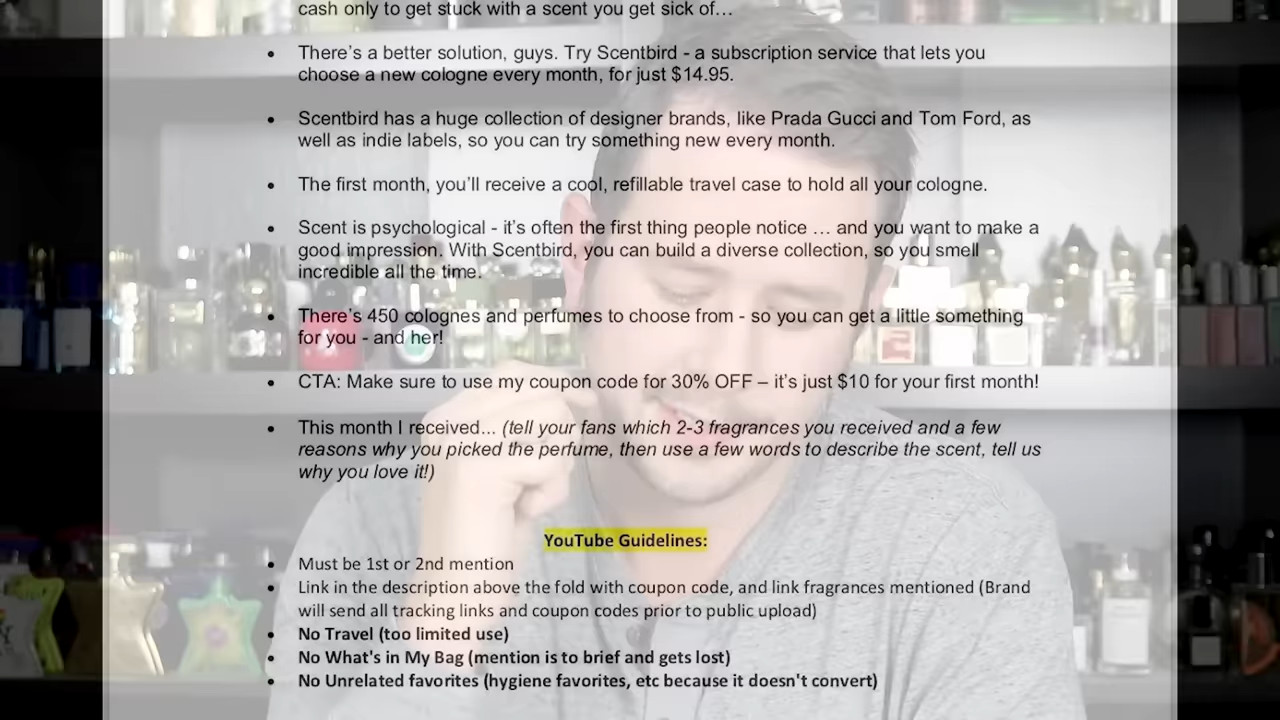 cash only to get stuck with a scent you get sick of…
• There's a better solution, guys. Try Scentbird - a subscription service that lets you
choose a new cologne every month, for just $14.95.
• Scentbird has a huge collection of designer brands, like Prada Gucci and Tom Ford, as
well as indie labels, so you can try something new every month.
• The first month, you'll receive a cool, refillable travel case to hold all your cologne.
• Scent is psychological - it's often the first thing people notice … and you want to make a
good impression. With Scentbird, you can build a diverse collection, so you smell
incredible all the time.
• There's 450 colognes and perfumes to choose from - so you can get a little something
for you - and her!
• CTA: Make sure to use my coupon code for 30% OFF – it's just $10 for your first month!
• This month I received... (tell your fans which 2-3 fragrances you received and a few
reasons why you picked the perfume, then use a few words to describe the scent, tell us
why you love it!)
YouTube Guidelines:
• Must be 1st or 2nd mention
• Link in the description above the fold with coupon code, and link fragrances mentioned (Brand
will send all tracking links and coupon codes prior to public upload)
• No Travel (too limited use)
• No What's in My Bag (mention is to brief and gets lost)
• No Unrelated favorites (hygiene favorites, etc because it doesn't convert)